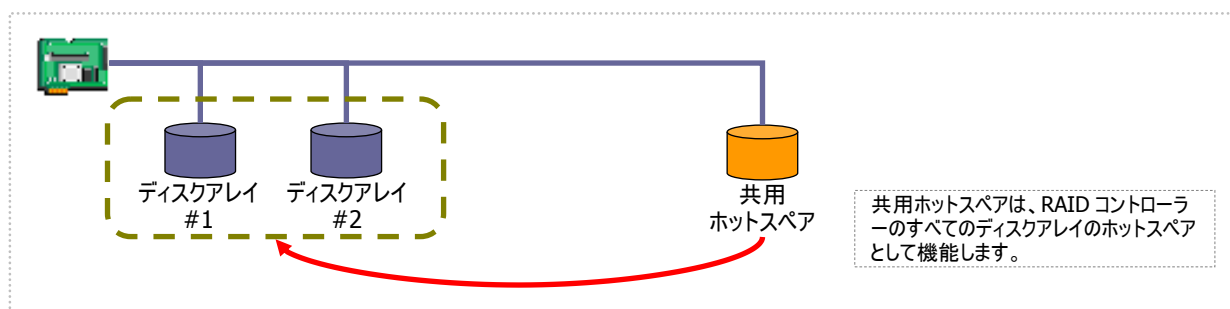 ディスクアレイ
#1
ディスクアレイ
#2
共用
ホットスペア
共用ホットスペアは、RAID コントローラ
ーのすべてのディスクアレイのホットスペア
として機能します。